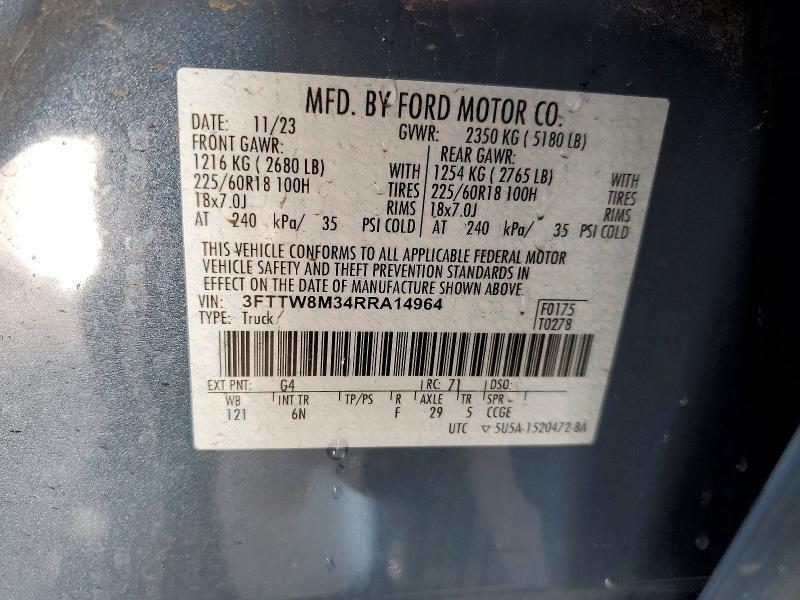 MFD. BY FORD MOTOR CO.
DATE: 11/23 GVWR: 2350 KG ( 5180 LB)
FRONT GAWR: REAR GAWR:
1216 KG ( 2680 LB) WITH 1254 KG ( 2765 LB) WITH
225/60R18 100H TIRES 225/60R18 100H TIRES
18x7.0J RIMS 18x7.0J RIMS
AT 240 kPa/ 35 PSI COLD AT 240 kPa/ 35 PSI COLD
THIS VEHICLE CONFORMS TO ALL APPLICABLE FEDERAL MOTOR
VEHICLE SAFETY AND THEFT PREVENTION STANDARDS IN
EFFECT ON THE DATE OF MANUFACTURE SHOWN ABOVE.
VIN: 3FTTW8M34RRA14964 F0175
TYPE: Truck/ T0278
EXT PNT: G4 RC: 71 DSO:
WB INT TR TP/PS R AXLE TR SPR
121 6N F 29 5 CCGE
UTC ▽ 5U5A-1520472-BA